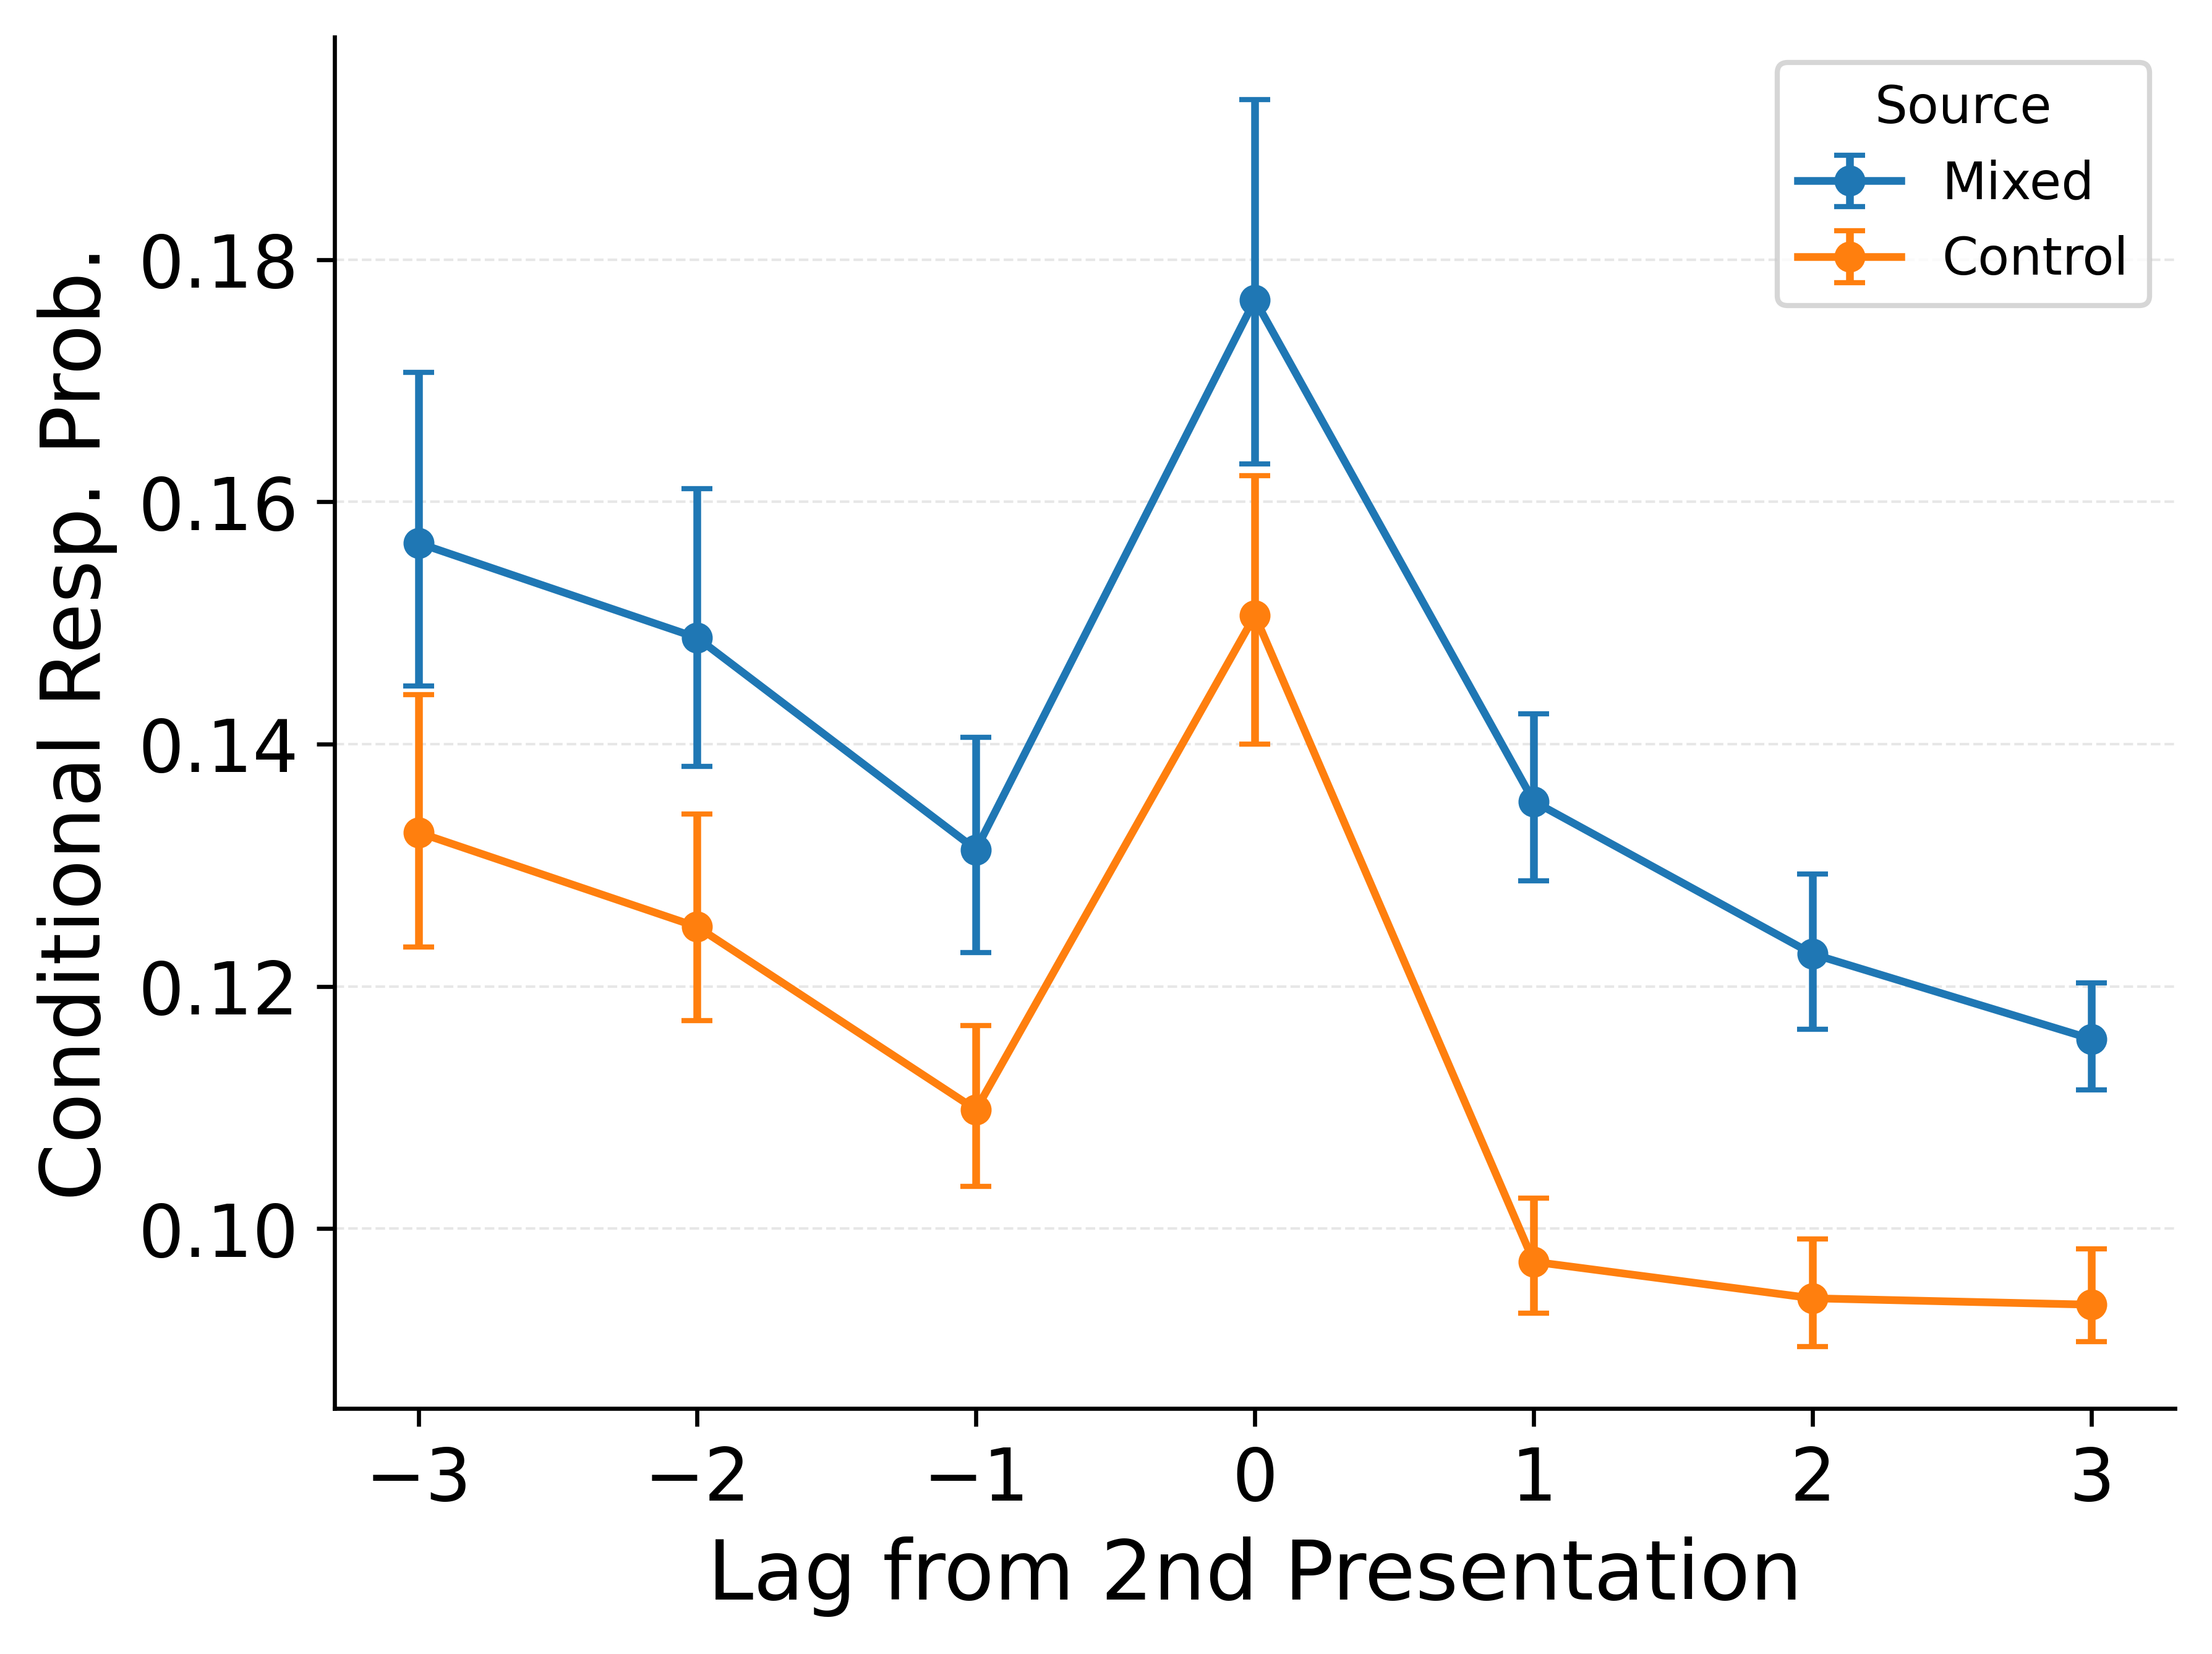 Source
Mixed
Control
Conditional Resp. Prob.
0.18
0.16
0.14
0.12
0.10
−3 −2 −1 0 1 2 3
Lag from 2nd Presentation